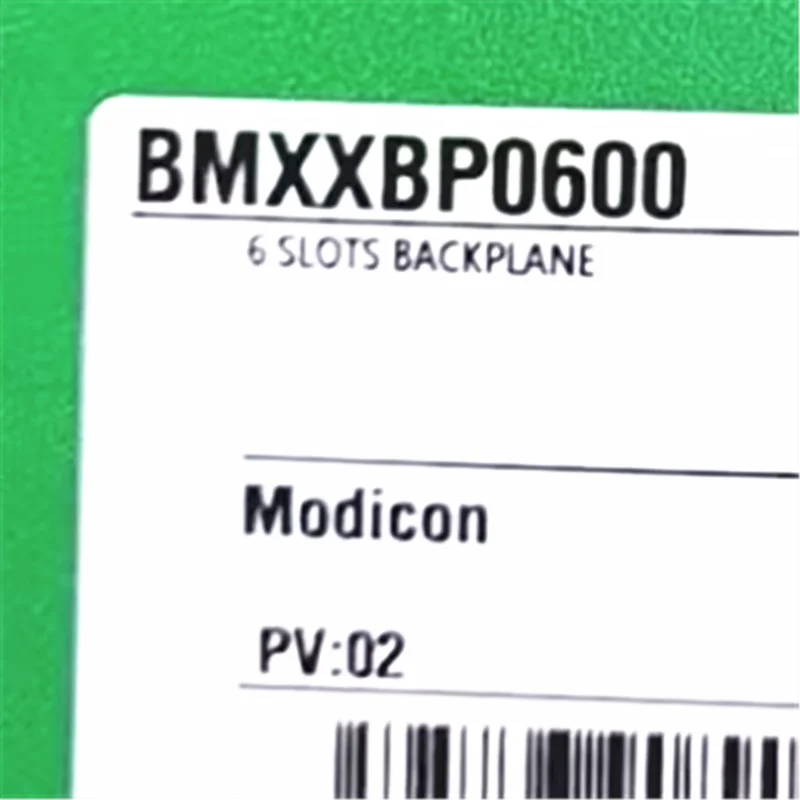 BMXXBP0600
6 SLOTS BACKPLANE
Modicon
PV:02